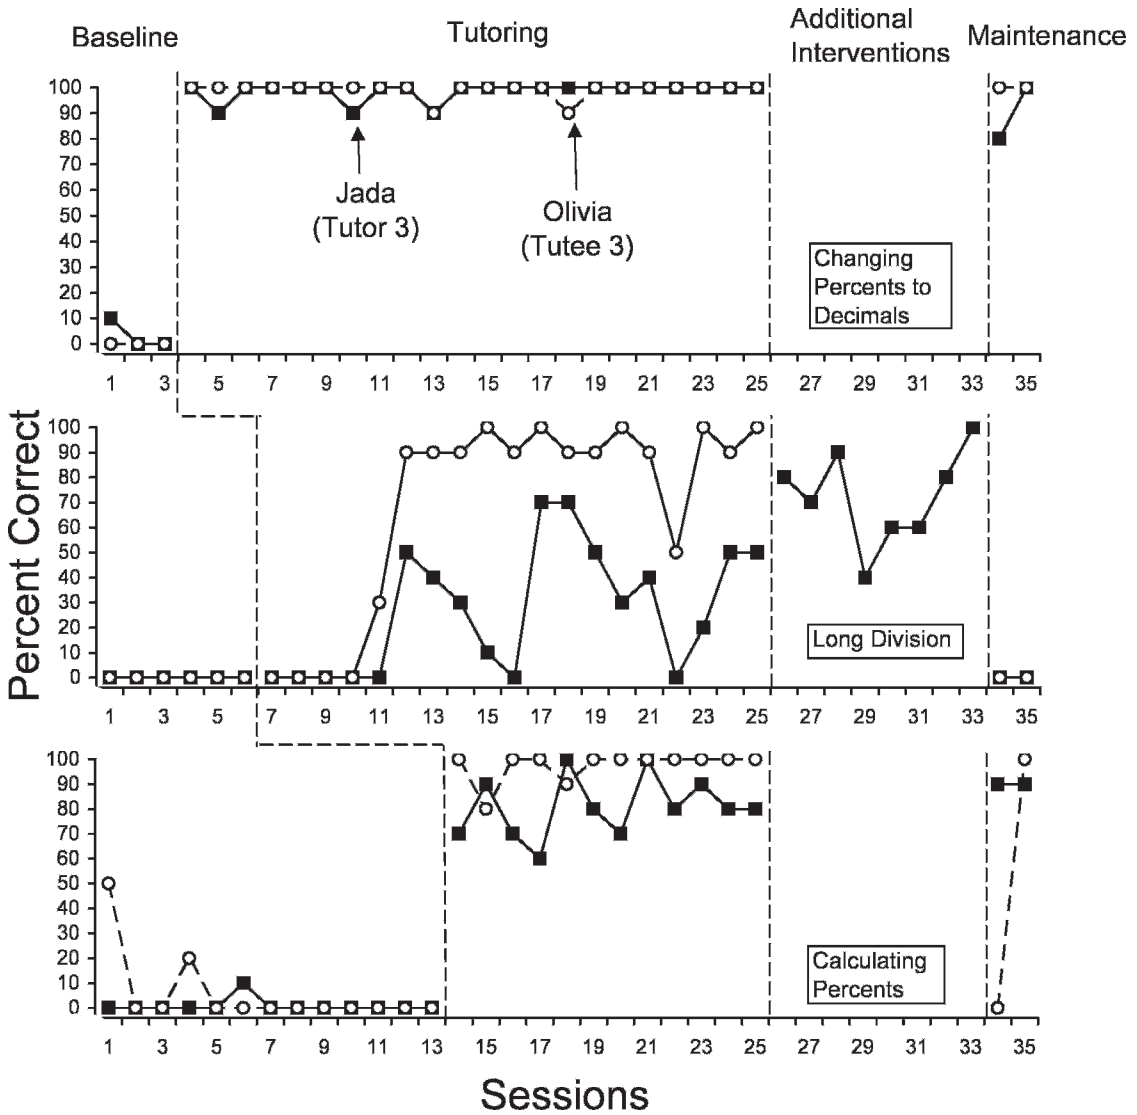 Baseline
Tutoring
Additional
Interventions
Maintenance
100
90
80
70
60
50
40
30
20
10
0
Jada
(Tutor 3)
Olivia
(Tutee 3)
Changing
Percents to
Decimals
1 3 5 7 9 11 13 15 17 19 21 23 25 27 29 31 33 35
Percent Correct
100
90
80
70
60
50
40
30
20
10
0
Long Division
1 3 5 7 9 11 13 15 17 19 21 23 25 27 29 31 33 35
100
90
80
70
60
50
40
30
20
10
0
Calculating
Percents
1 3 5 7 9 11 13 15 17 19 21 23 25 27 29 31 33 35
Sessions